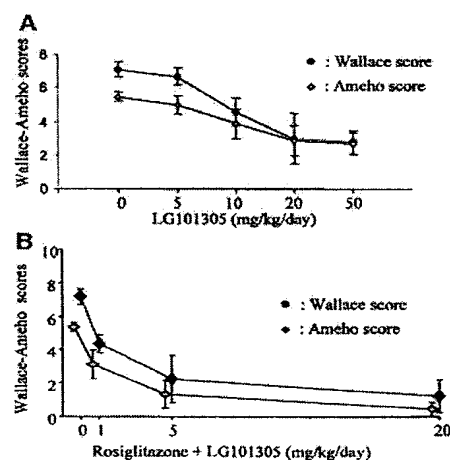 A
Wallace-Ameho scores
8
6
4
2
0
: Wallace score
: Ameho score
0 5 10 20 50
LG101305 (mg/kg/day)
B
Wallace-Ameho scores
10
8
6
4
2
0
: Wallace score
: Ameho score
0 1 5 20
Rosiglitazone + LG101305 (mg/kg/day)